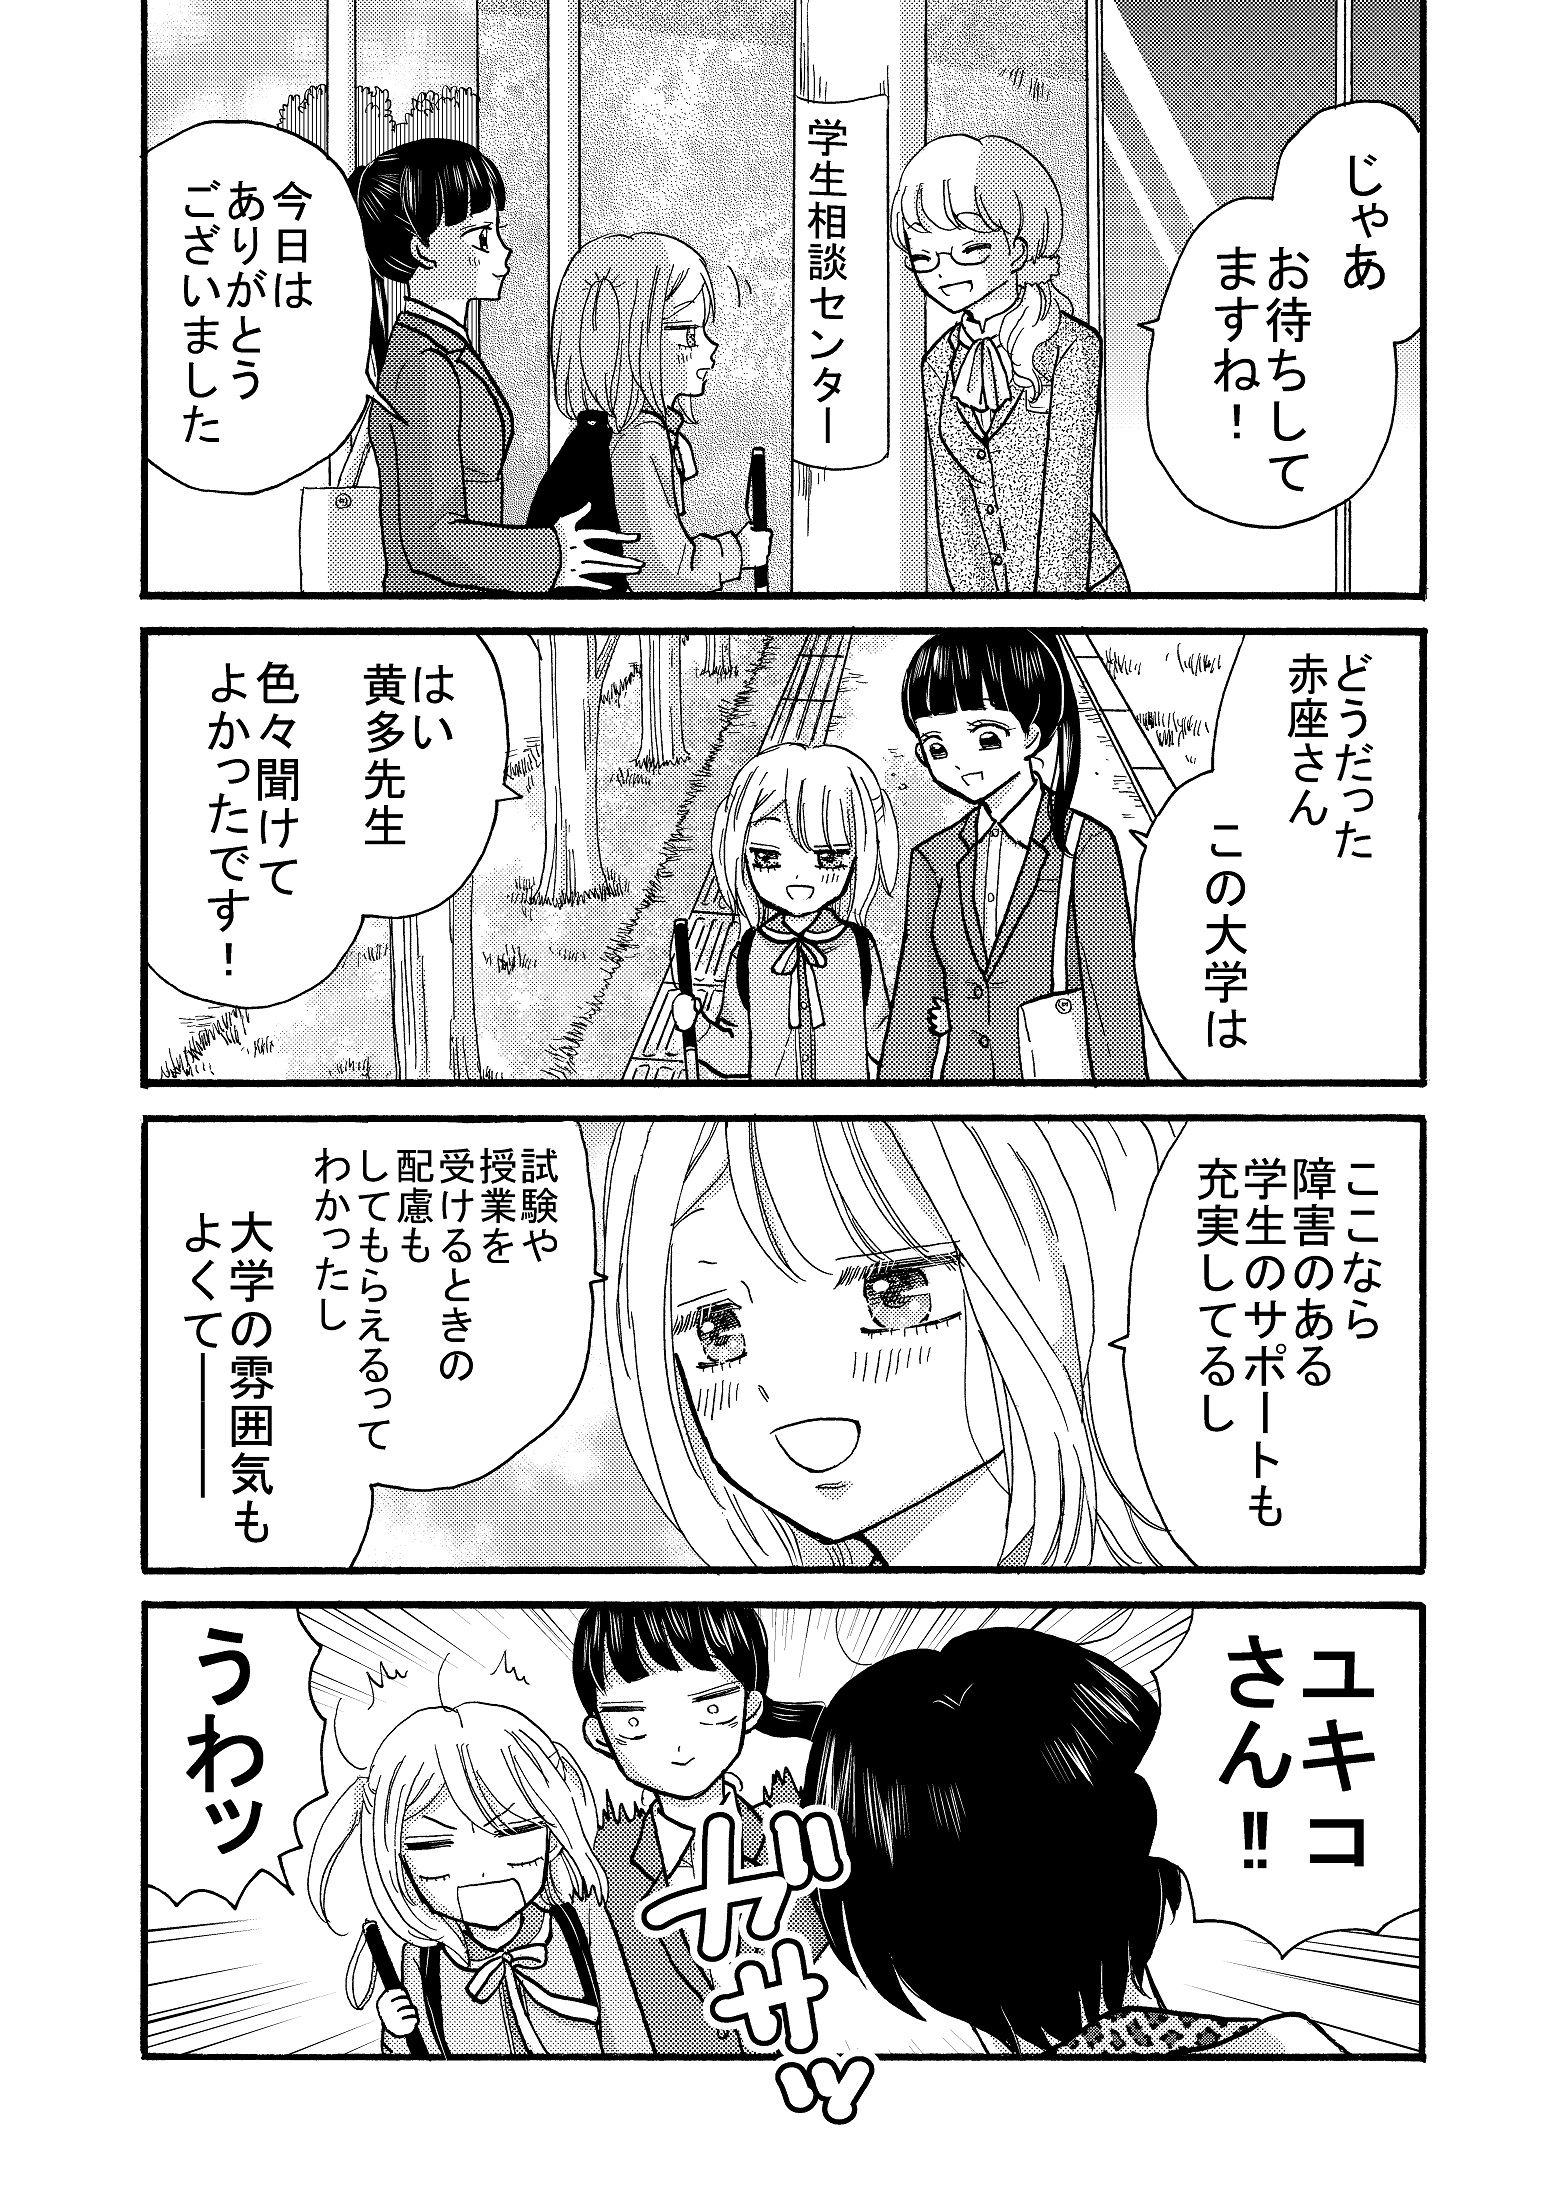 じゃあ
お待ちして
ますね！
学生相談センター
今日は
ありがとう
ございました
どうだった
赤座さん
この大学は
はい
黄多先生
色々聞けて
よかったです！
ここなら
障害のある
学生のサポートも
充実してるし
試験や
授業を
受けるときの
配慮も
してもらえるって
わかったし
大学の雰囲気も
よくて―――
ユキコ
さん!!
ガサッ
うわッ